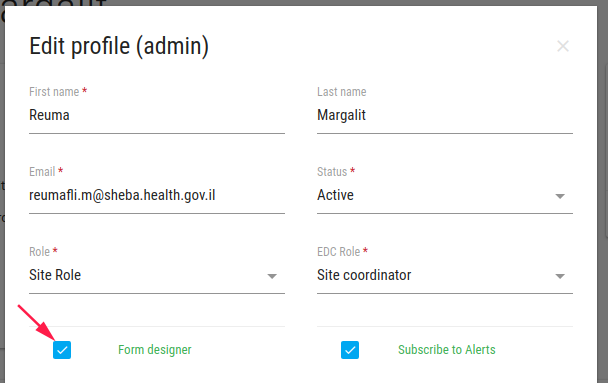 Edit profile (admin)
First name *
Last name
Reuma
Margalit
Email *
Status *
reumafli.m@sheba.health.gov.il
Active
Role *
EDC Role *
Site Role
Site coordinator
Form designer
Subscribe to Alerts